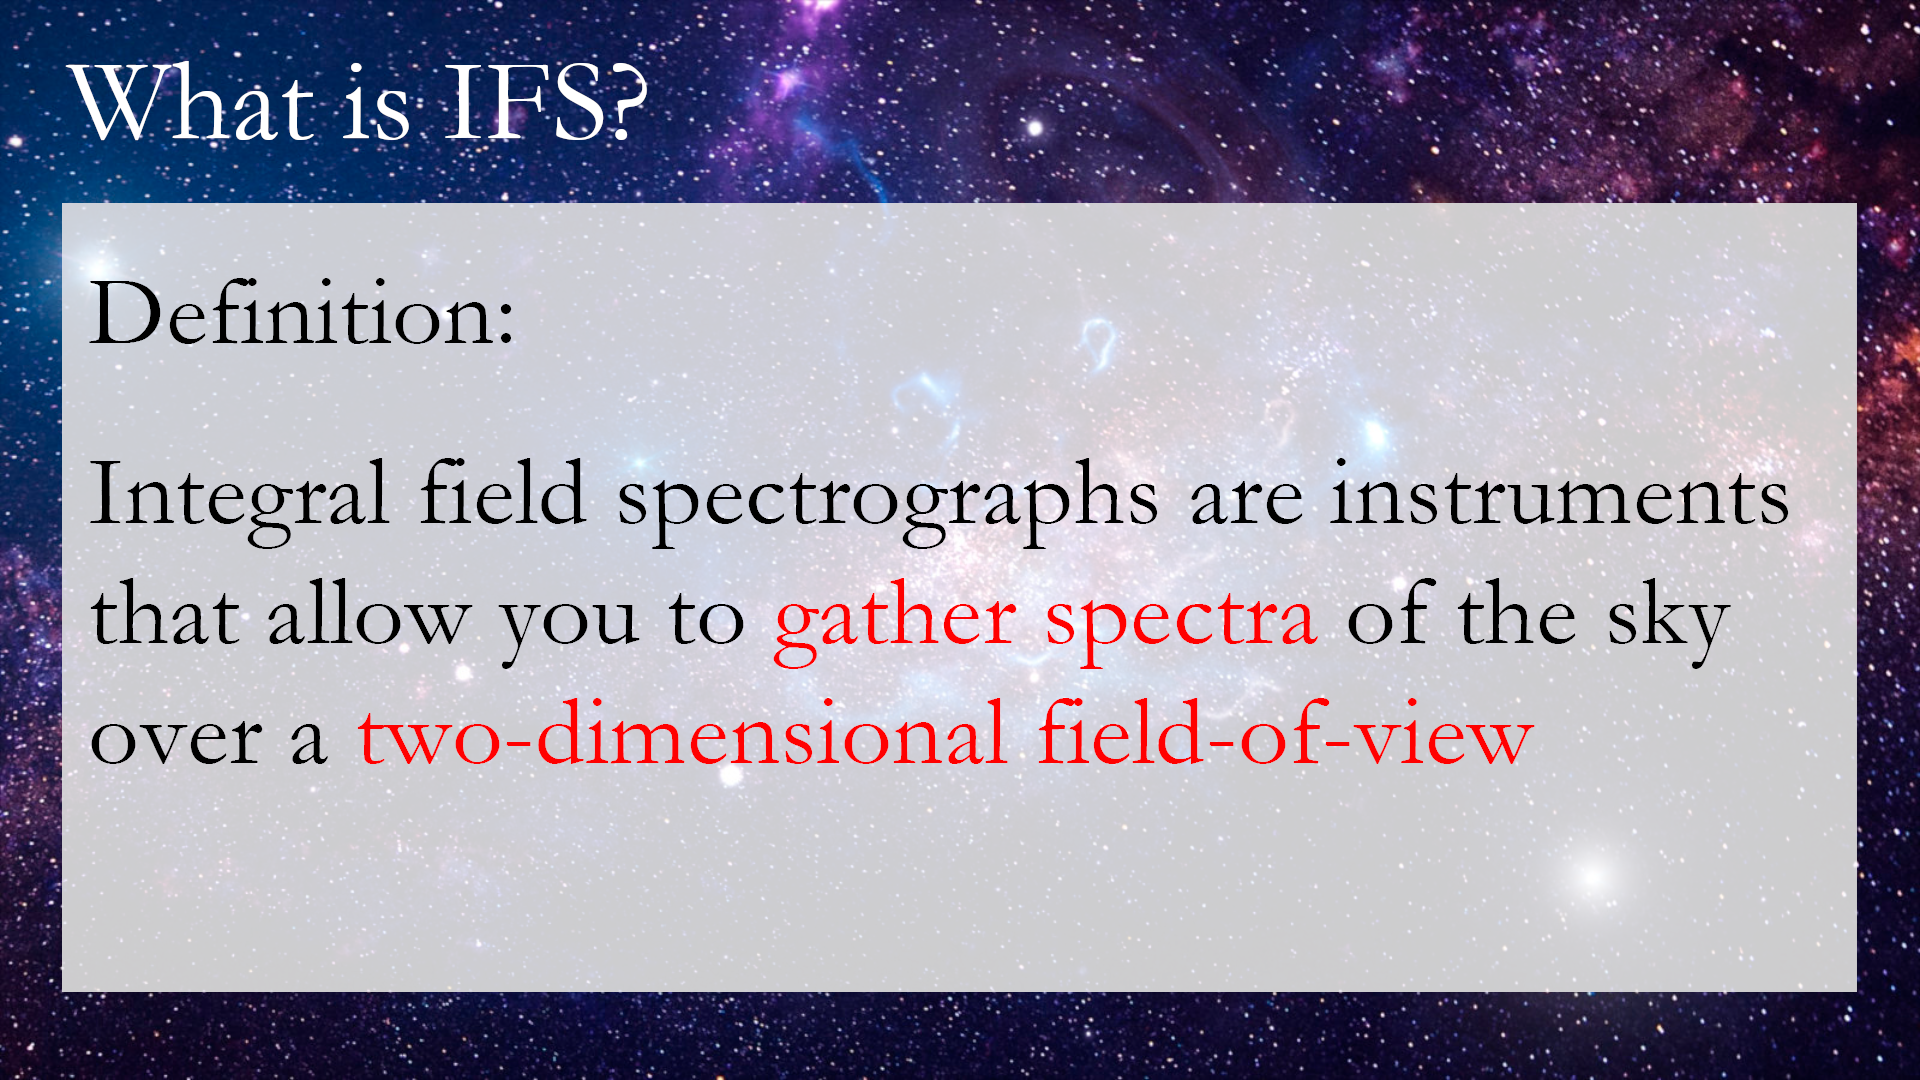 What is IFS?
Definition:
Integral field spectrographs are instruments
that allow you to gather spectra of the sky
over a two-dimensional field-of-view